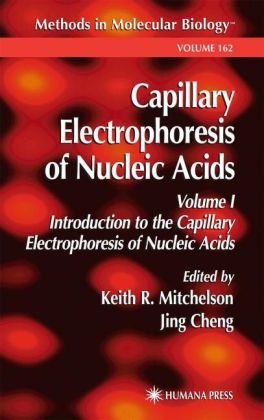 Methods in Molecular Biology™
VOLUME 162
Capillary
Electrophoresis
of Nucleic Acids
Volume I
Introduction to the Capillary
Electrophoresis of Nucleic Acids
Edited by
Keith R. Mitchelson
Jing Cheng
HUMANA PRESS